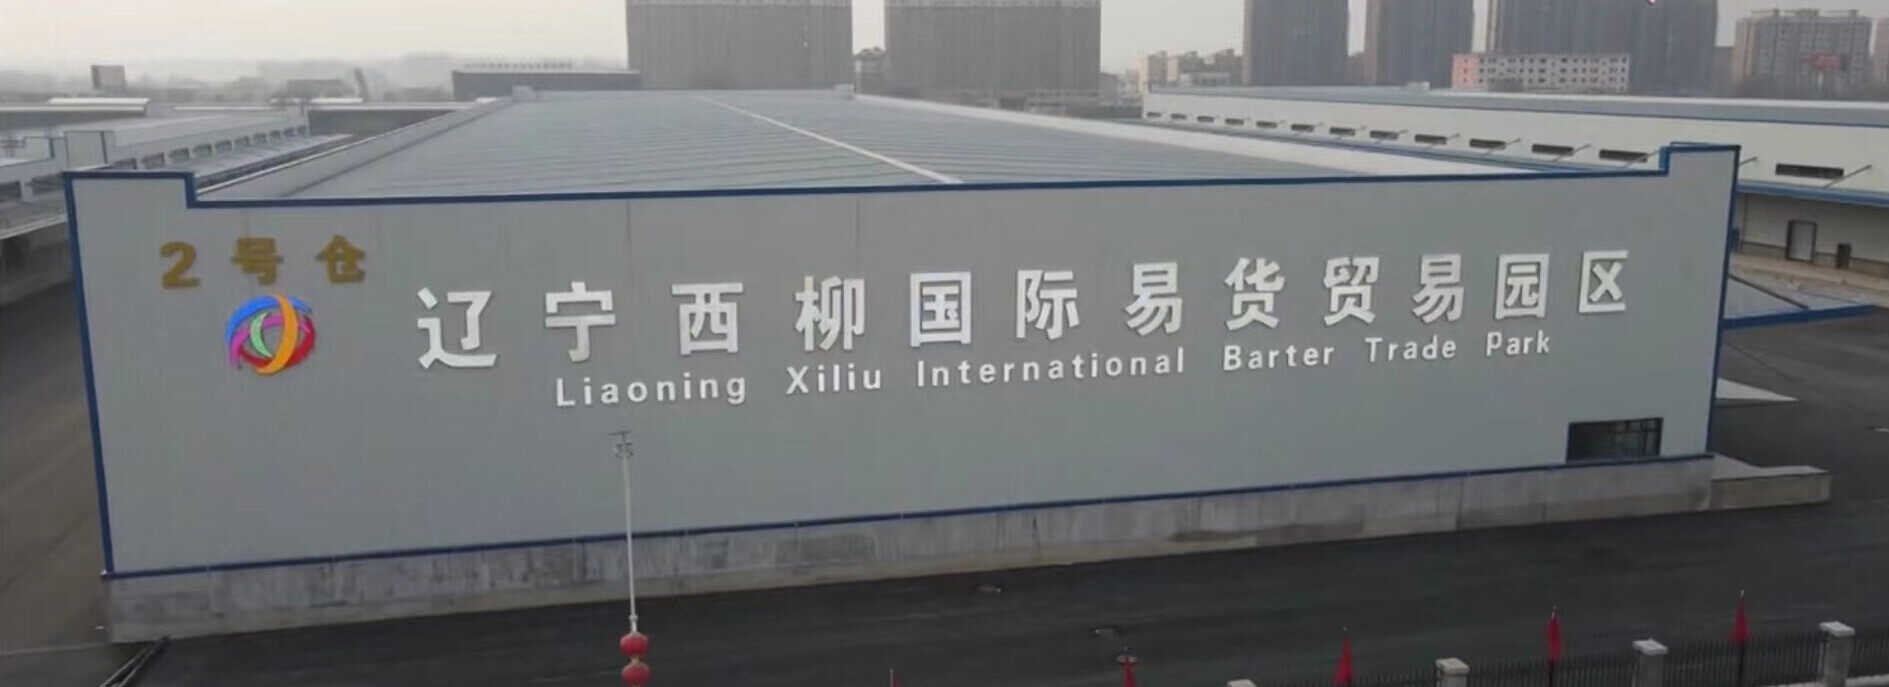 2号仓
辽宁西柳国际易货贸易园区
Liaoning Xiliu International Barter Trade Park